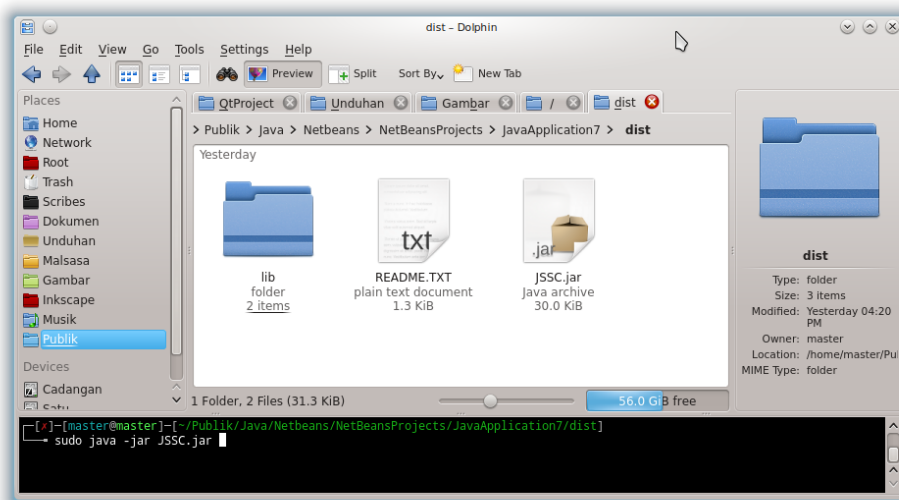 dist – Dolphin
File Edit View Go Tools Settings Help
Preview Split Sort By New Tab
Places
Home
Network
Root
Trash
Scribes
Dokumen
Unduhan
Malsasa
Gambar
Inkscape
Musik
Publik
Devices
Cadangan
Satu
QtProject Unduhan Gambar / dist
> Publik > Java > Netbeans > NetBeansProjects > JavaApplication7 > dist
Yesterday
lib
folder
2 items
txt
README.TXT
plain text document
1.3 KiB
.jar
JSSC.jar
Java archive
30.0 KiB
1 Folder, 2 Files (31.3 KiB)
56.0 GiB free
dist
Type: folder
Size: 3 items
Modified: Yesterday 04:20
PM
Owner: master
Location: /home/master/Pu
MIME Type: folder
┌─[✗]─[master@master]─[~/Publik/Java/Netbeans/NetBeansProjects/JavaApplication7/dist]
└──╼ sudo java -jar JSSC.jar